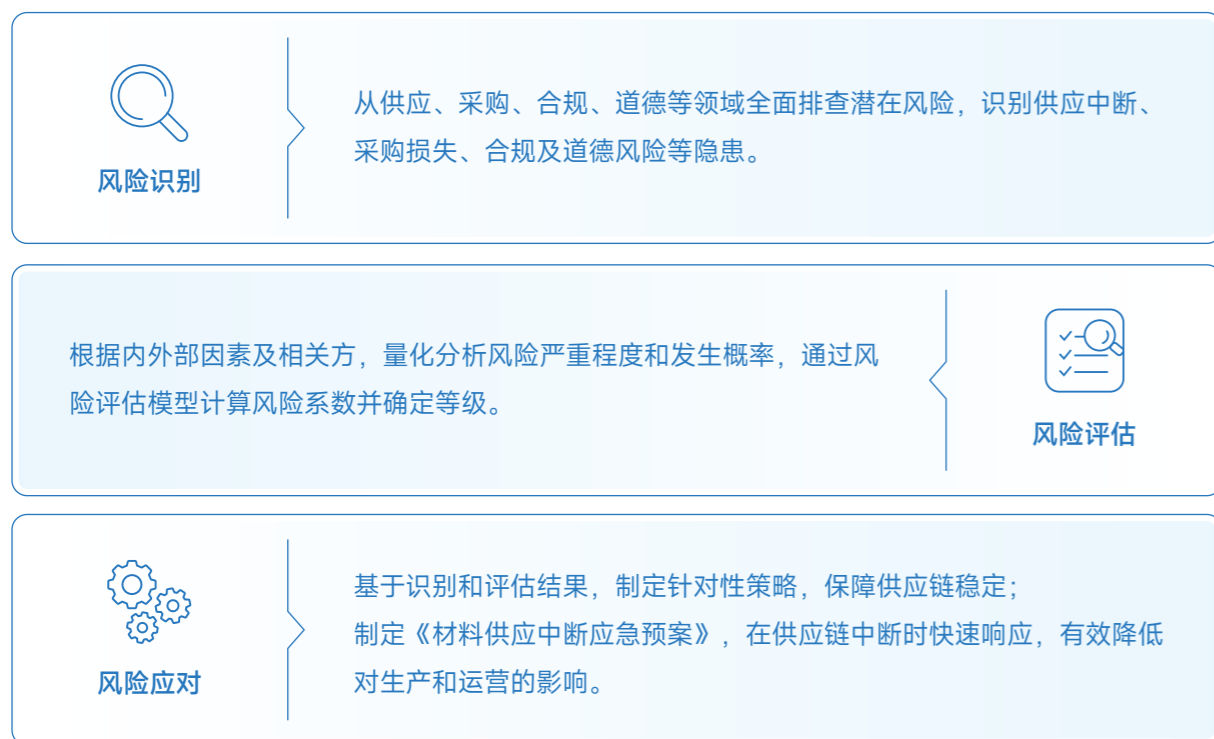 风险识别
从供应、采购、合规、道德等领域全面排查潜在风险，识别供应中断、
采购损失、合规及道德风险等隐患。
根据内外部因素及相关方，量化分析风险严重程度和发生概率，通过风
险评估模型计算风险系数并确定等级。
风险评估
风险应对
基于识别和评估结果，制定针对性策略，保障供应链稳定；
制定《材料供应中断应急预案》，在供应链中断时快速响应，有效降低
对生产和运营的影响。